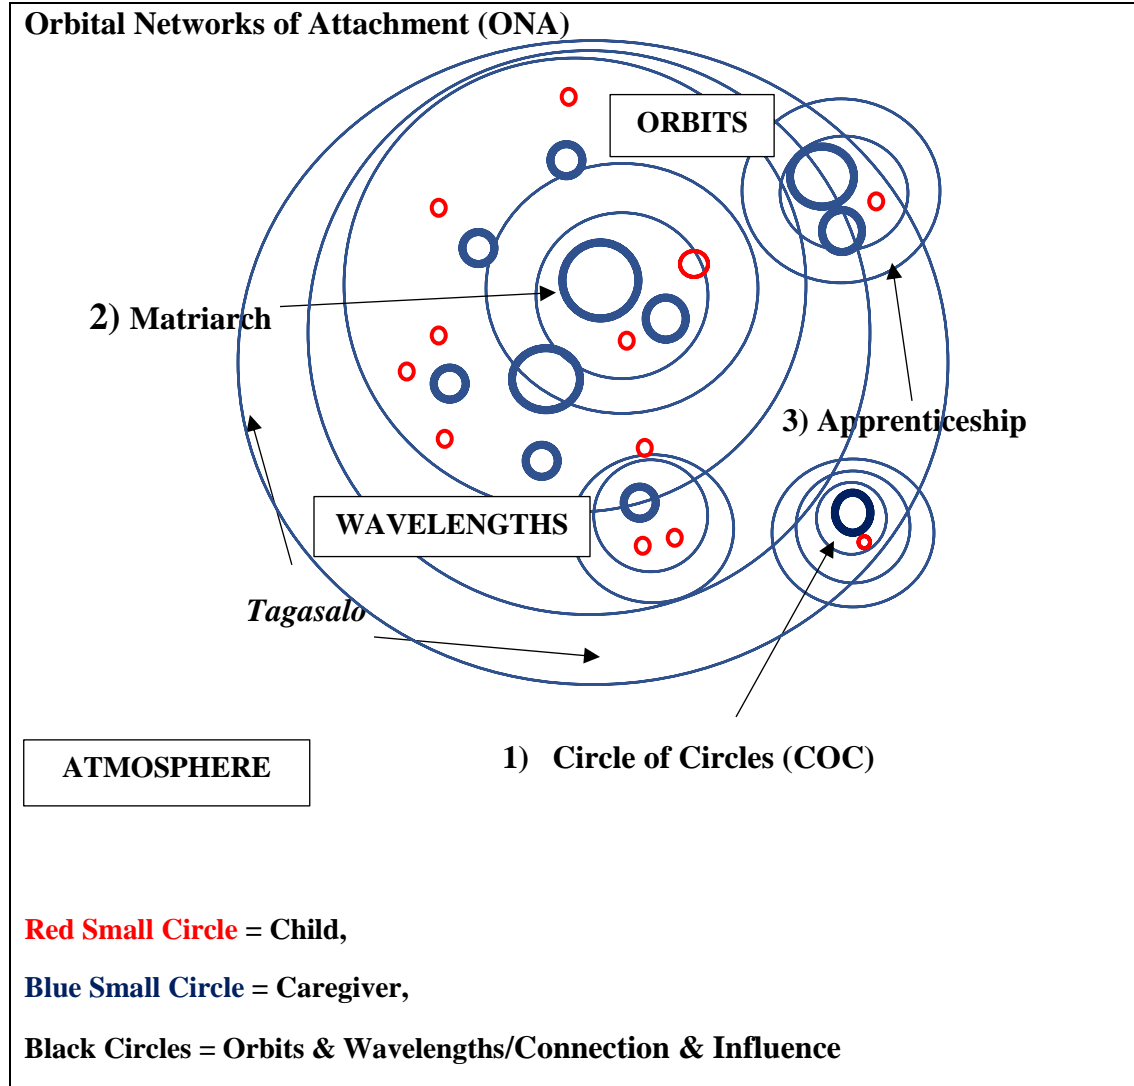 Orbital Networks of Attachment (ONA)
ORBITS
2) Matriarch
3) Apprenticeship
WAVELENGTHS
Tagasalo
1) Circle of Circles (COC)
ATMOSPHERE
Red Small Circle = Child,
Blue Small Circle = Caregiver,
Black Circles = Orbits & Wavelengths/Connection & Influence